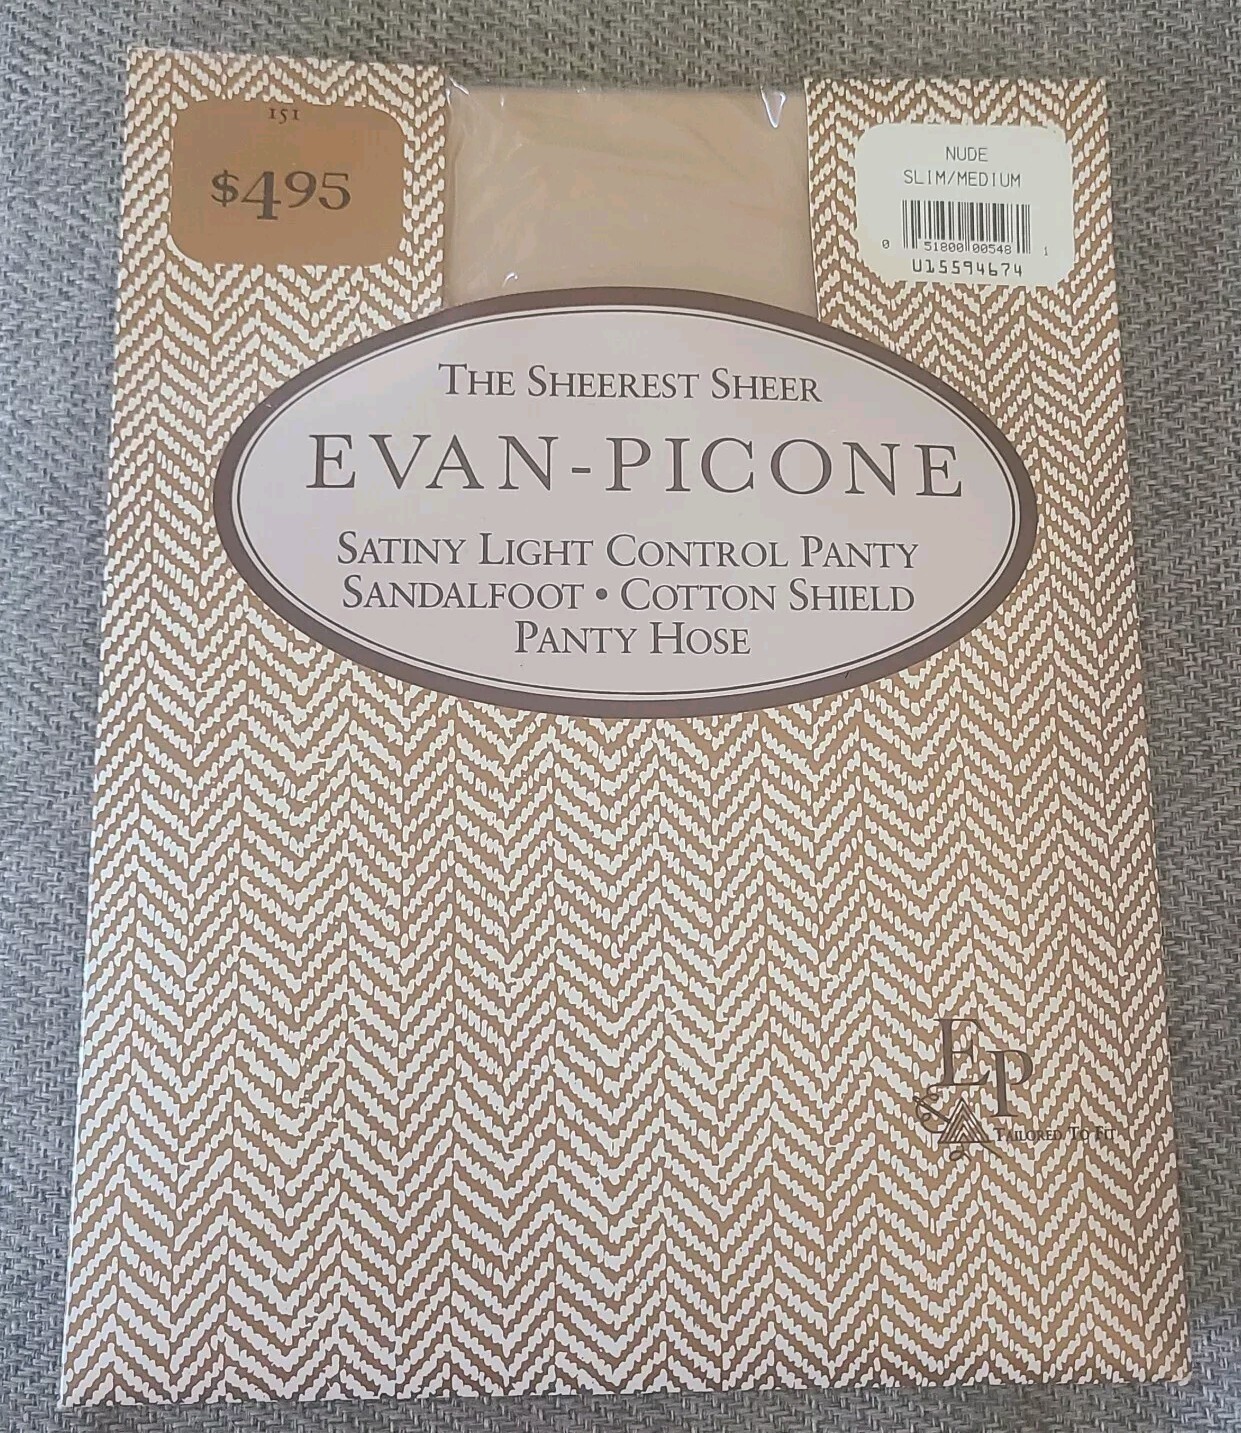 151
$4.95
NUDE
SLIM/MEDIUM
0 51800 00548 1
U15594674
THE SHEEREST SHEER
EVAN-PICONE
SATINY LIGHT CONTROL PANTY
SANDALFOOT • COTTON SHIELD
PANTY HOSE
EP
TAILORED TO FIT